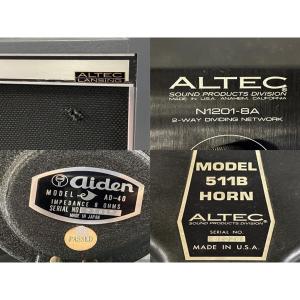 ALTEC
LANSING
ALTEC®
SOUND PRODUCTS DIVISION
MADE IN U.S.A. ANAHEIM, CALIFORNIA
N1201-8A
2-WAY DIVIDING NETWORK
aiden
MODEL AD-40
IMPEDANCE 8 OHMS
SERIAL NO
MADE IN JAPAN
PASSED
MODEL
511B
HORN
ALTEC®
SOUND PRODUCTS DIVISION
SERIAL NO.
MADE IN U.S.A.